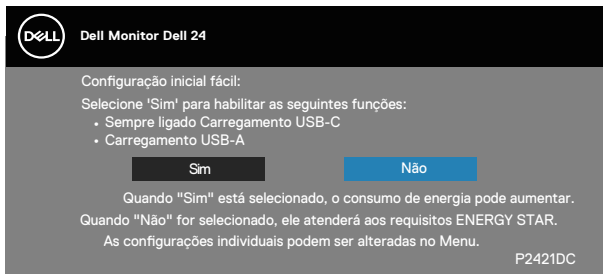 DELL
Dell Monitor Dell 24
Configuração inicial fácil:
Selecione 'Sim' para habilitar as seguintes funções:
• Sempre ligado Carregamento USB-C
• Carregamento USB-A
Sim Não
Quando "Sim" está selecionado, o consumo de energia pode aumentar.
Quando "Não" for selecionado, ele atenderá aos requisitos ENERGY STAR.
As configurações individuais podem ser alteradas no Menu.
P2421DC